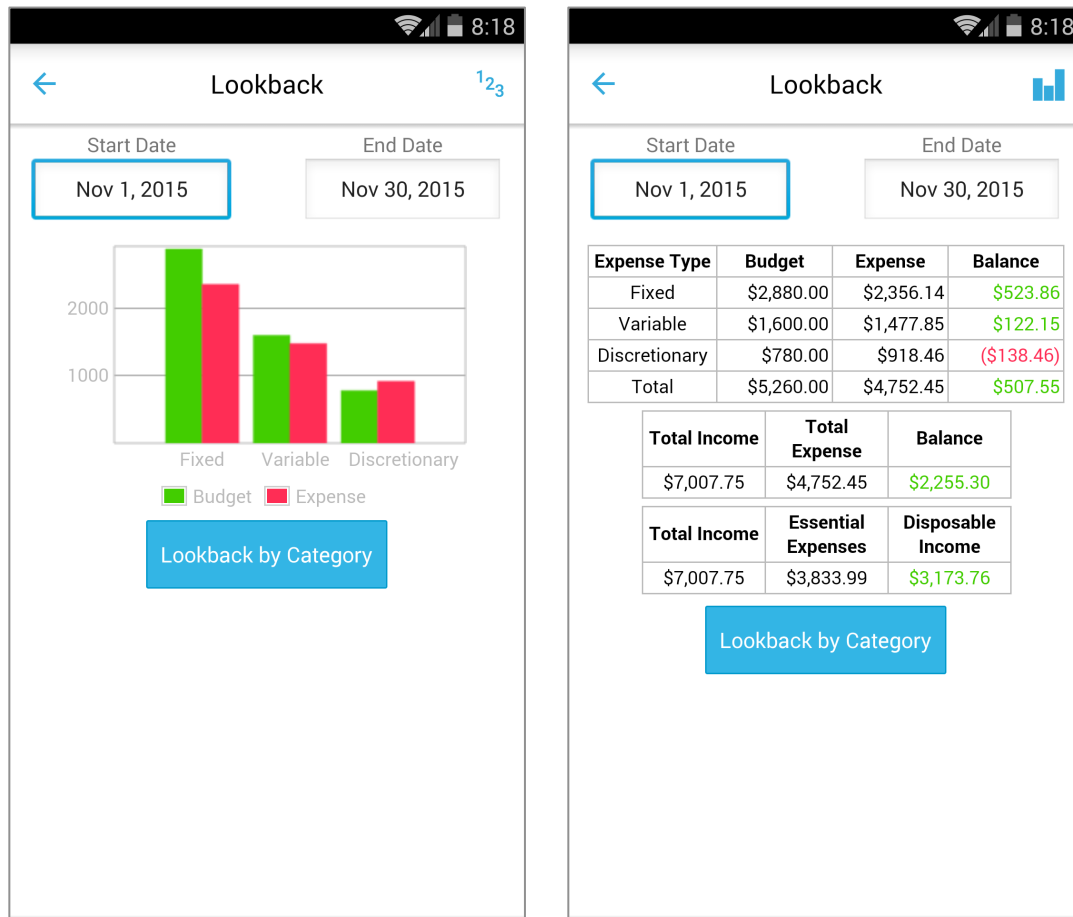 8:18
Lookback
123
Start Date End Date
Nov 1, 2015 Nov 30, 2015
2000
1000
Fixed Variable Discretionary
Budget Expense
Lookback by Category
8:18
Lookback
Start Date End Date
Nov 1, 2015 Nov 30, 2015
Expense Type Budget Expense Balance
Fixed $2,880.00 $2,356.14 $523.86
Variable $1,600.00 $1,477.85 $122.15
Discretionary $780.00 $918.46 ($138.46)
Total $5,260.00 $4,752.45 $507.55
Total Income Total Expense Balance
$7,007.75 $4,752.45 $2,255.30
Total Income Essential Expenses Disposable Income
$7,007.75 $3,833.99 $3,173.76
Lookback by Category